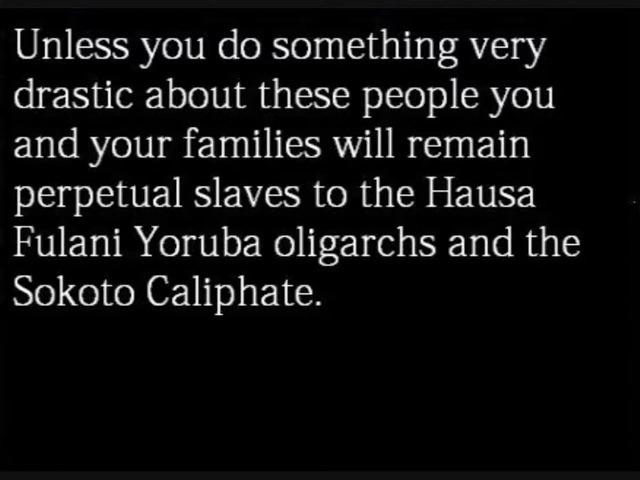 Unless you do something very
drastic about these people you
and your families will remain
perpetual slaves to the Hausa
Fulani Yoruba oligarchs and the
Sokoto Caliphate.